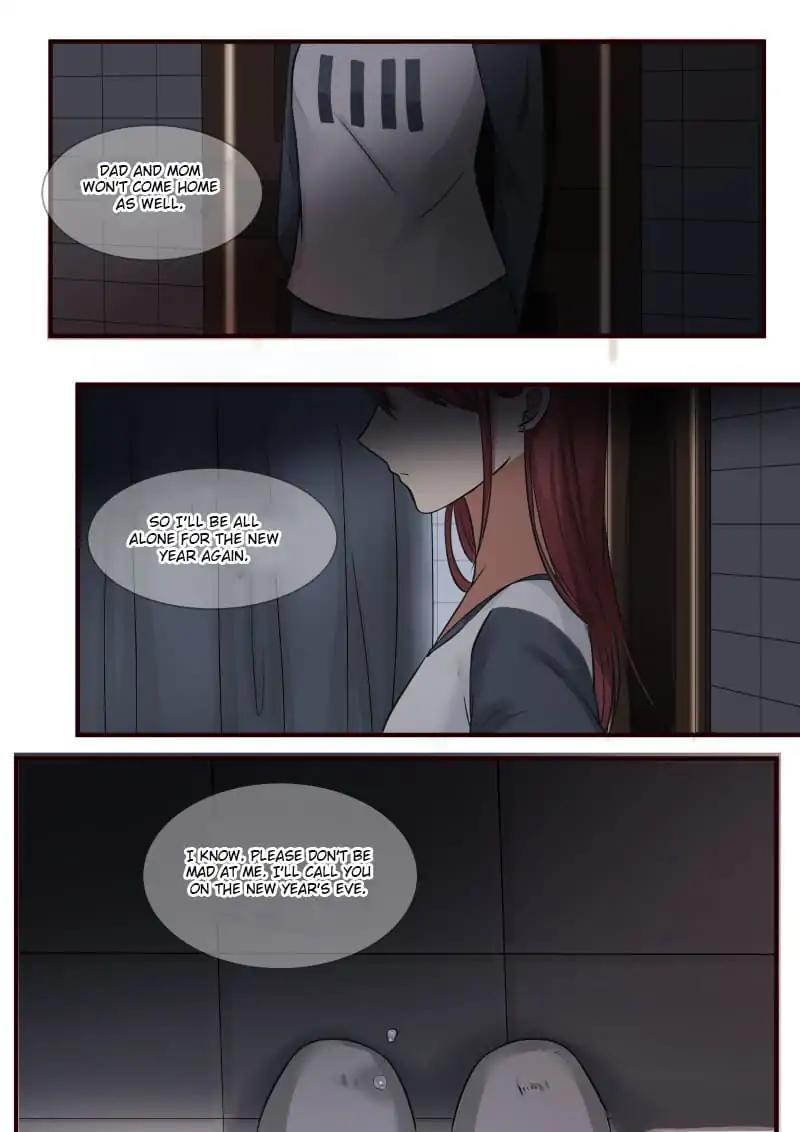 DAD AND MOM
WON'T COME HOME
AS WELL.
SO I'LL BE ALL
ALONE FOR THE NEW
YEAR AGAIN.
I KNOW. PLEASE DON'T BE
MAD AT ME. I'LL CALL YOU
ON THE NEW YEAR'S EVE.